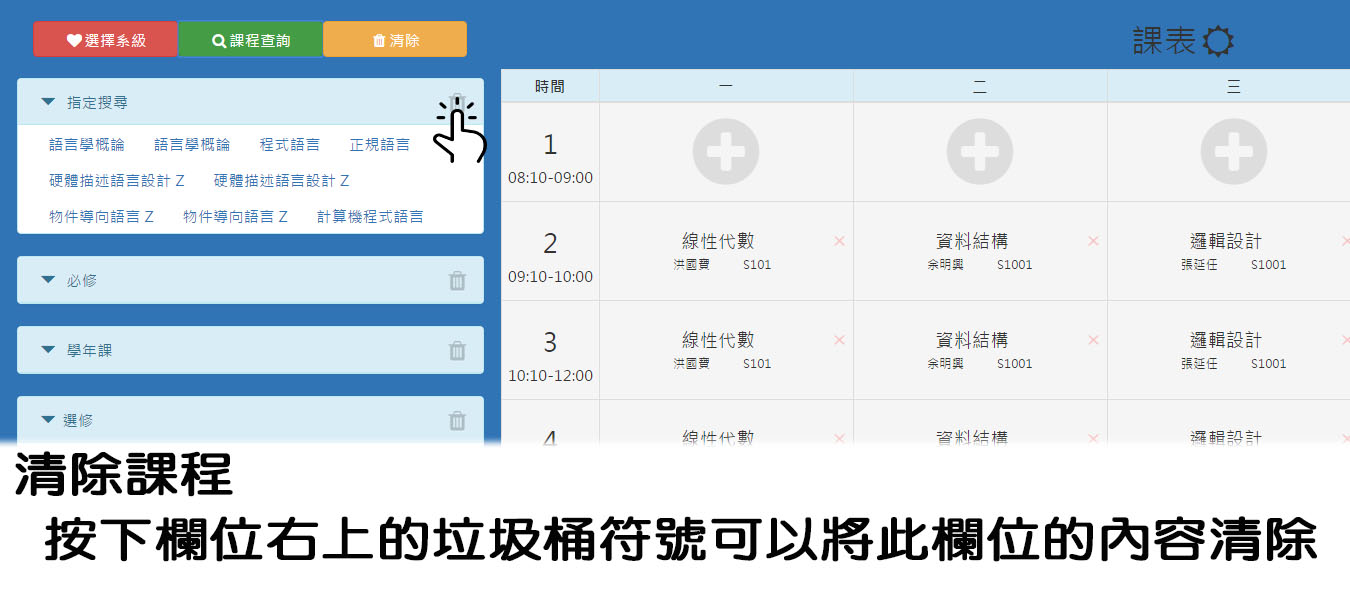 選擇系級 課程查詢 清除
課表
指定搜尋
語言學概論 語言學概論 程式語言 正規語言
硬體描述語言設計 Z 硬體描述語言設計 Z
物件導向語言 Z 物件導向語言 Z 計算機程式語言
必修
學年課
選修
時間 一 二 三
1
08:10-09:00
2
09:10-10:00
線性代數 × 資料結構 × 邏輯設計 ×
洪國寶 S101 余明興 S1001 張延任 S1001
3
10:10-12:00
線性代數 × 資料結構 × 邏輯設計 ×
洪國寶 S101 余明興 S1001 張延任 S1001
4 線性代數 × 資料結構 × 邏輯設計 ×
清除課程
按下欄位右上的垃圾桶符號可以將此欄位的內容清除